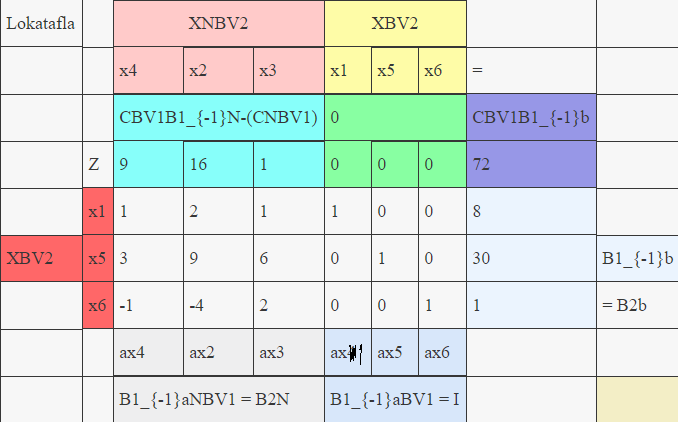 Lokatafla XNBV2 XBV2
x4 x2 x3 x1 x5 x6 =
CBV1B1_{-1}N-(CNBV1) 0 CBV1B1_{-1}b
Z 9 16 1 0 0 0 72
x1 1 2 1 1 0 0 8
XBV2 x5 3 9 6 0 1 0 30 B1_{-1}b
x6 -1 -4 2 0 0 1 1 = B2b
ax4 ax2 ax3 ax5 ax6
B1_{-1}aNBV1 = B2N B1_{-1}aBV1 = I